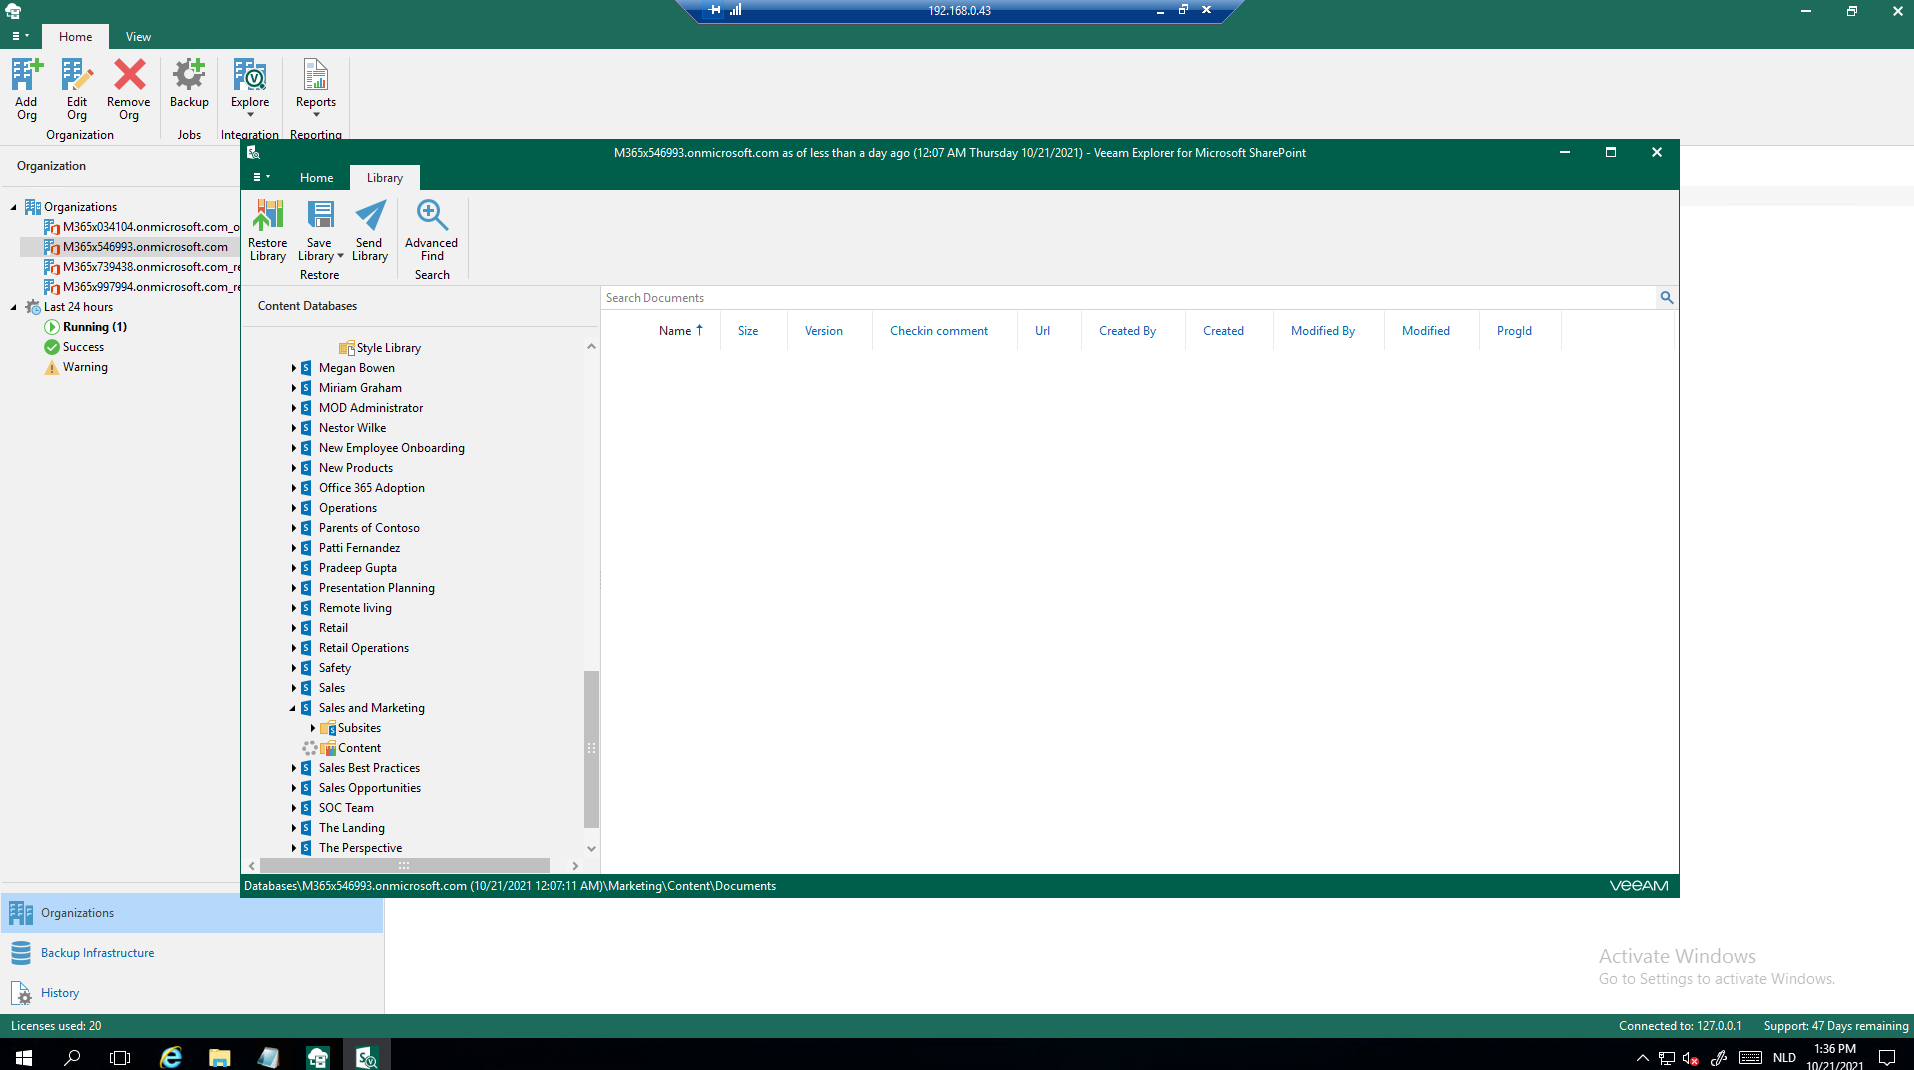 192.168.0.43
Home
View
Add Org
Edit Org
Remove Org
Backup
Explore
Reports
Organization
Jobs
Integration
Reporting
Organization
Organizations
M365x034104.onmicrosoft.com_o
M365x546993.onmicrosoft.com
M365x739438.onmicrosoft.com_re
M365x997994.onmicrosoft.com_re
Last 24 hours
Running (1)
Success
Warning
M365x546993.onmicrosoft.com as of less than a day ago (12:07 AM Thursday 10/21/2021) - Veeam Explorer for Microsoft SharePoint
Home
Library
Restore Library
Save Library
Send Library
Advanced Find
Restore
Search
Content Databases
Search Documents
Name
Size
Version
Checkin comment
Url
Created By
Created
Modified By
Modified
ProgId
Style Library
Megan Bowen
Miriam Graham
MOD Administrator
Nestor Wilke
New Employee Onboarding
New Products
Office 365 Adoption
Operations
Parents of Contoso
Patti Fernandez
Pradeep Gupta
Presentation Planning
Remote living
Retail
Retail Operations
Safety
Sales
Sales and Marketing
Subsites
Content
Sales Best Practices
Sales Opportunities
SOC Team
The Landing
The Perspective
Databases\M365x546993.onmicrosoft.com (10/21/2021 12:07:11 AM)\Marketing\Content\Documents
VEEAM
Organizations
Backup Infrastructure
History
Activate Windows
Go to Settings to activate Windows.
Licenses used: 20
Connected to: 127.0.0.1
Support: 47 Days remaining
NLD
1:36 PM
10/21/2021